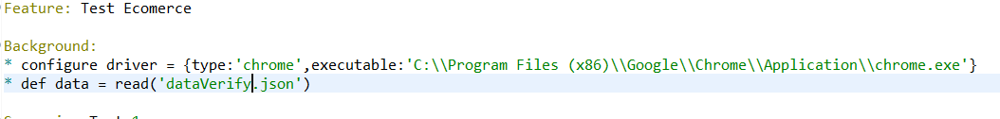 Feature: Test Ecomerce
Background:
* configure driver = {type:'chrome',executable:'C:\\Program Files (x86)\\Google\\Chrome\\Application\\chrome.exe'}
* def data = read('dataVerify.json')